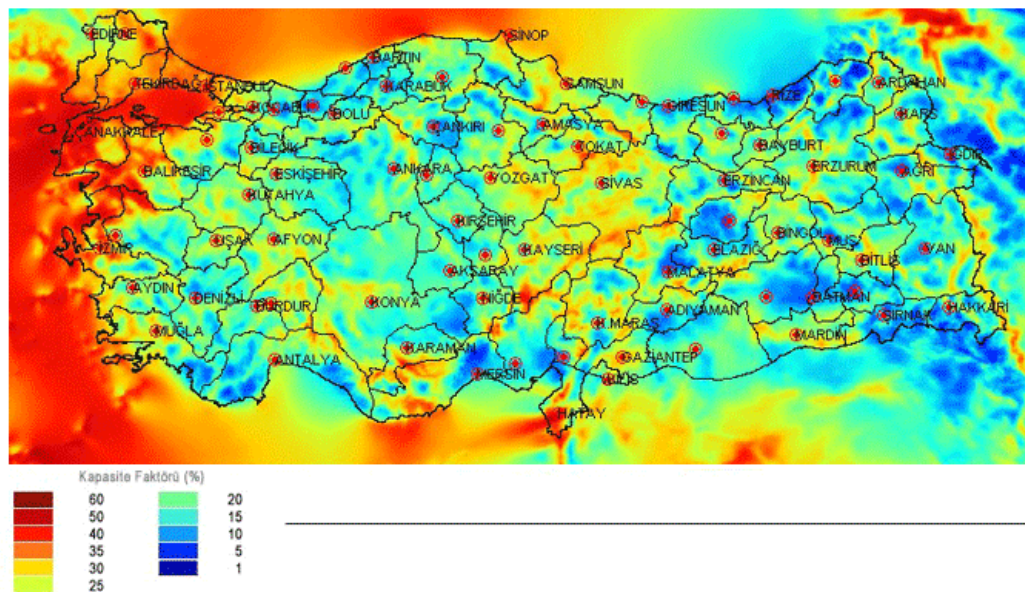 EDİRNE
SİNOP
BARTIN
TEKİRDAĞ İSTANBUL
KARABÜK
SAMSUN
ARDAHAN
KOCAELİ
BOLU
GİRESUN
RİZE
KARS
ÇANAKKALE
ÇANKIRI
AMASYA
BİLECİK
TOKAT
BAYBURT
IĞDIR
BALIKESİR
ESKİŞEHİR
ANKARA
YOZGAT
SİVAS
ERZİNCAN
ERZURUM
AĞRI
KÜTAHYA
KIRŞEHİR
İZMİR
UŞAK
AFYON
KAYSERİ
ELAZIĞ
BİNGÖL
MUŞ
BİTLİS
VAN
AKSARAY
MALATYA
AYDIN
DENİZLİ
BURDUR
KONYA
NİĞDE
ADIYAMAN
BATMAN
ŞIRNAK
HAKKARİ
MUĞLA
K.MARAŞ
MARDİN
ANTALYA
KARAMAN
MERSİN
GAZİANTEP
KİLİS
HATAY
Kapasite Faktörü (%)
60 20
50 15
40 10
35 5
30 1
25